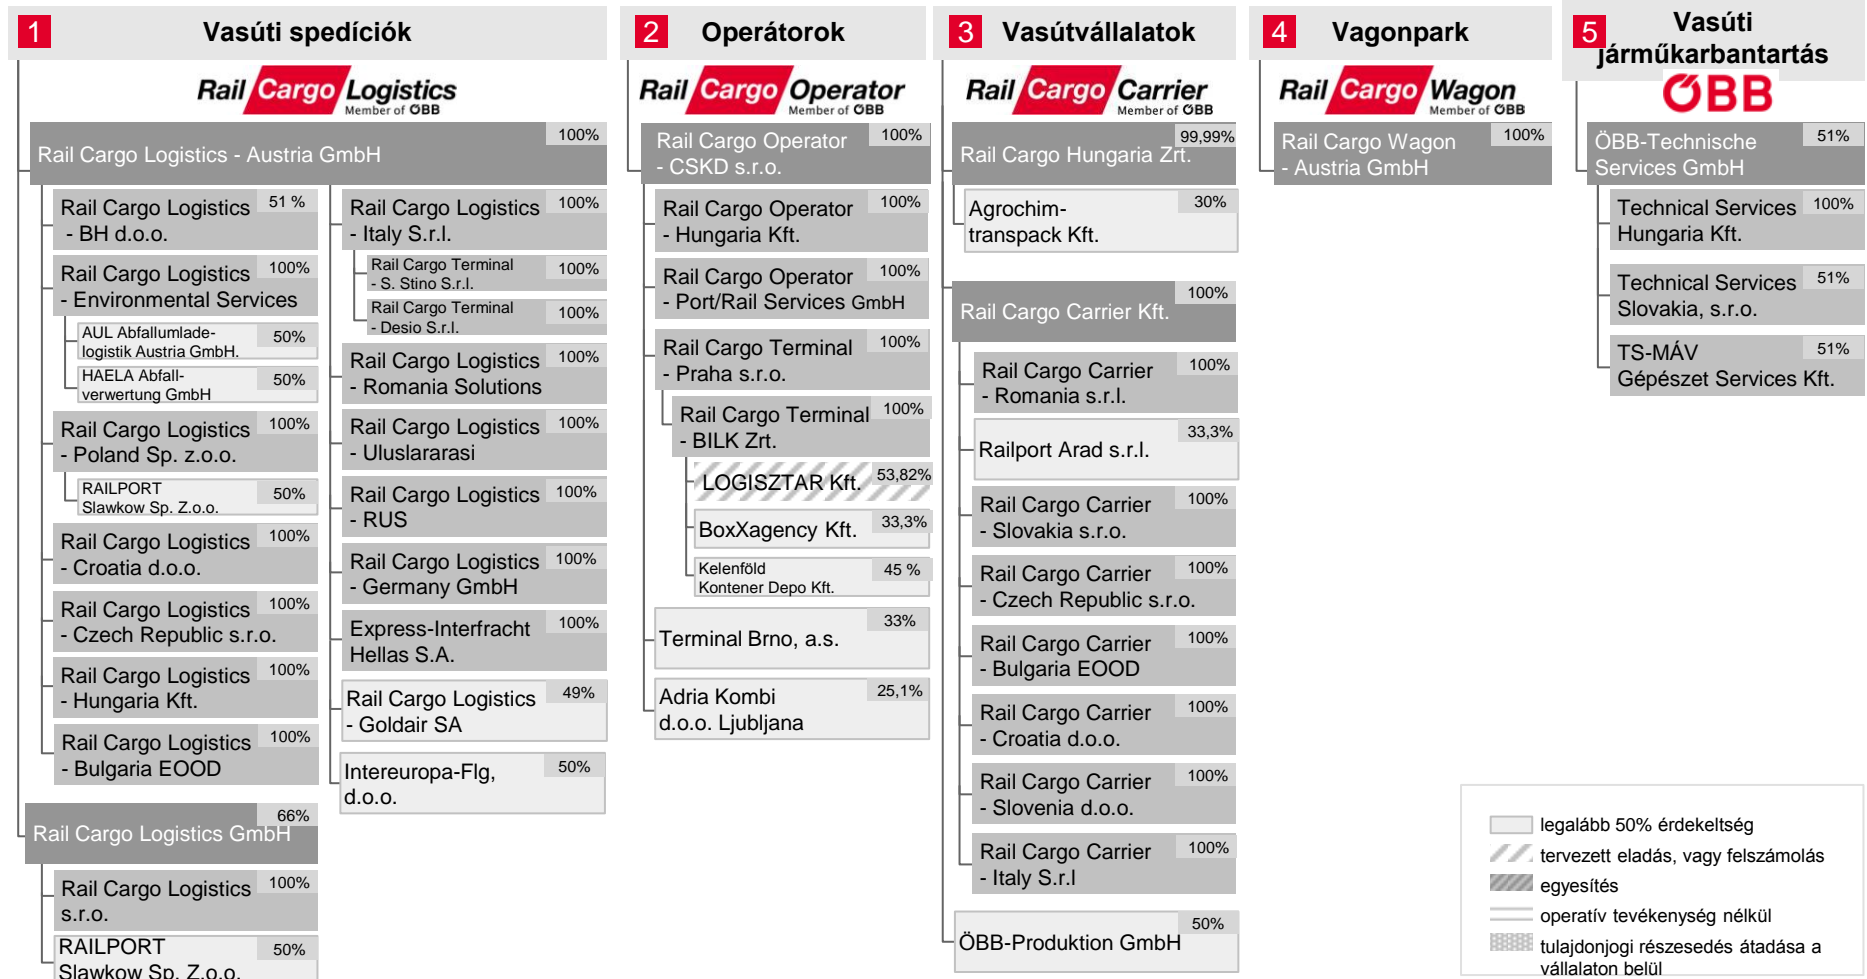 1
Vasúti spedíciók
Rail Cargo Logistics
Member of ÖBB
Rail Cargo Logistics - Austria GmbH
100%
Rail Cargo Logistics
- BH d.o.o.
51 %
Rail Cargo Logistics
- Environmental Services
100%
AUL Abfallumlade-
logistik Austria GmbH.
50%
HAELA Abfall-
verwertung GmbH
50%
Rail Cargo Logistics
- Poland Sp. z.o.o.
100%
RAILPORT
Slawkow Sp. Z.o.o.
50%
Rail Cargo Logistics
- Croatia d.o.o.
100%
Rail Cargo Logistics
- Czech Republic s.r.o.
100%
Rail Cargo Logistics
- Hungaria Kft.
100%
Rail Cargo Logistics
- Bulgaria EOOD
100%
Rail Cargo Logistics
- Italy S.r.l.
100%
Rail Cargo Terminal
- S. Stino S.r.l.
100%
Rail Cargo Terminal
- Desio S.r.l.
100%
Rail Cargo Logistics
- Romania Solutions
100%
Rail Cargo Logistics
- Uluslararasi
100%
Rail Cargo Logistics
- RUS
100%
Rail Cargo Logistics
- Germany GmbH
100%
Express-Interfracht
Hellas S.A.
100%
Rail Cargo Logistics
- Goldair SA
49%
Intereuropa-Flg,
d.o.o.
50%
Rail Cargo Logistics GmbH
66%
Rail Cargo Logistics
s.r.o.
100%
RAILPORT
Slawkow Sp. Z.o.o.
50%
2
Operátorok
Rail Cargo Operator
Member of ÖBB
Rail Cargo Operator
- CSKD s.r.o.
100%
Rail Cargo Operator
- Hungaria Kft.
100%
Rail Cargo Operator
- Port/Rail Services GmbH
100%
Rail Cargo Terminal
- Praha s.r.o.
100%
Rail Cargo Terminal
- BILK Zrt.
100%
LOGISZTÁR Kft.
53,82%
BoxXagency Kft.
33,3%
Kelenföld
Kontener Depo Kft.
45 %
Terminal Brno, a.s.
33%
Adria Kombi
d.o.o. Ljubljana
25,1%
3
Vasútvállalatok
Rail Cargo Carrier
Member of ÖBB
Rail Cargo Hungaria Zrt.
99,99%
Agrochim-
transpack Kft.
30%
Rail Cargo Carrier Kft.
100%
Rail Cargo Carrier
- Romania s.r.l.
100%
Railport Arad s.r.l.
33,3%
Rail Cargo Carrier
- Slovakia s.r.o.
100%
Rail Cargo Carrier
- Czech Republic s.r.o.
100%
Rail Cargo Carrier
- Bulgaria EOOD
100%
Rail Cargo Carrier
- Croatia d.o.o.
100%
Rail Cargo Carrier
- Slovenia d.o.o.
100%
Rail Cargo Carrier
- Italy S.r.l
100%
ÖBB-Produktion GmbH
50%
4
Vagonpark
Rail Cargo Wagon
Member of ÖBB
Rail Cargo Wagon
- Austria GmbH
100%
5
Vasúti
járműkarbantartás
ÖBB
ÖBB-Technische
Services GmbH
51%
Technical Services
Hungaria Kft.
100%
Technical Services
Slovakia, s.r.o.
51%
TS-MÁV
Gépészet Services Kft.
51%
legalább 50% érdekeltség
tervezett eladás, vagy felszámolás
egyesítés
operatív tevékenység nélkül
tulajdonjogi részesedés átadása a
vállalaton belül